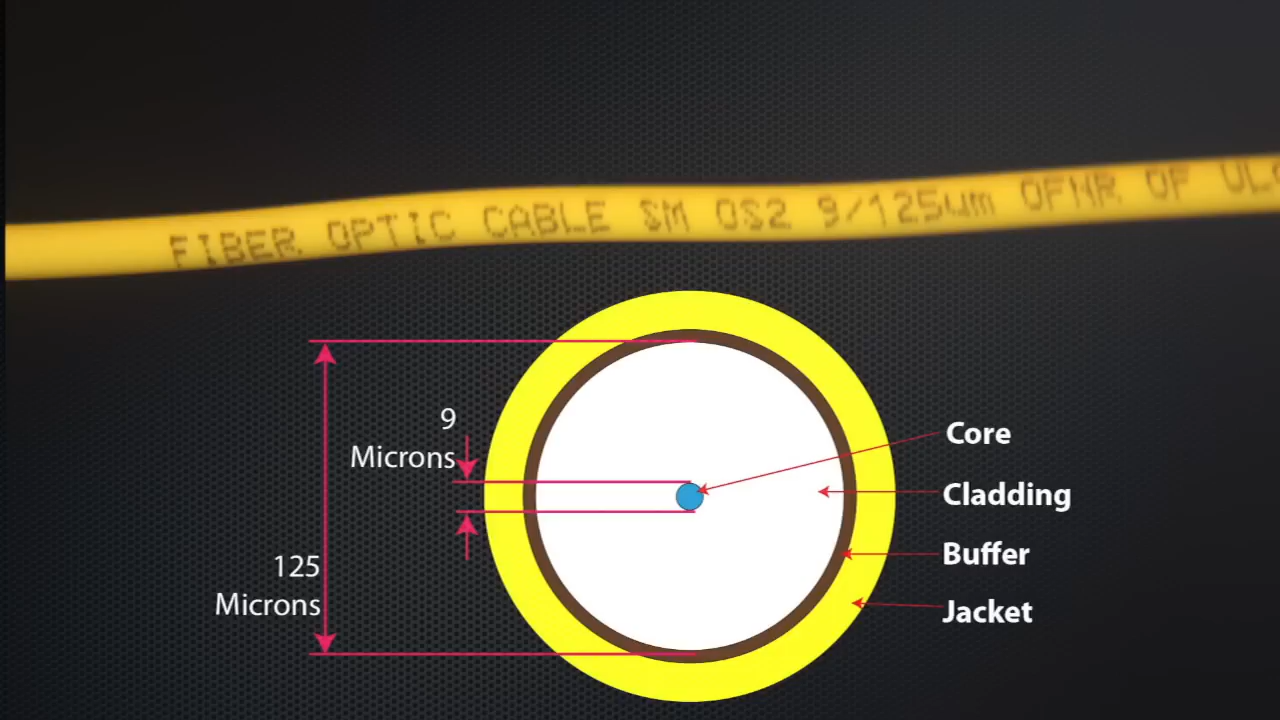 FIBER OPTIC CABLE SM OS2 9/125um OFNR OF
9
Microns
125
Microns
Core
Cladding
Buffer
Jacket